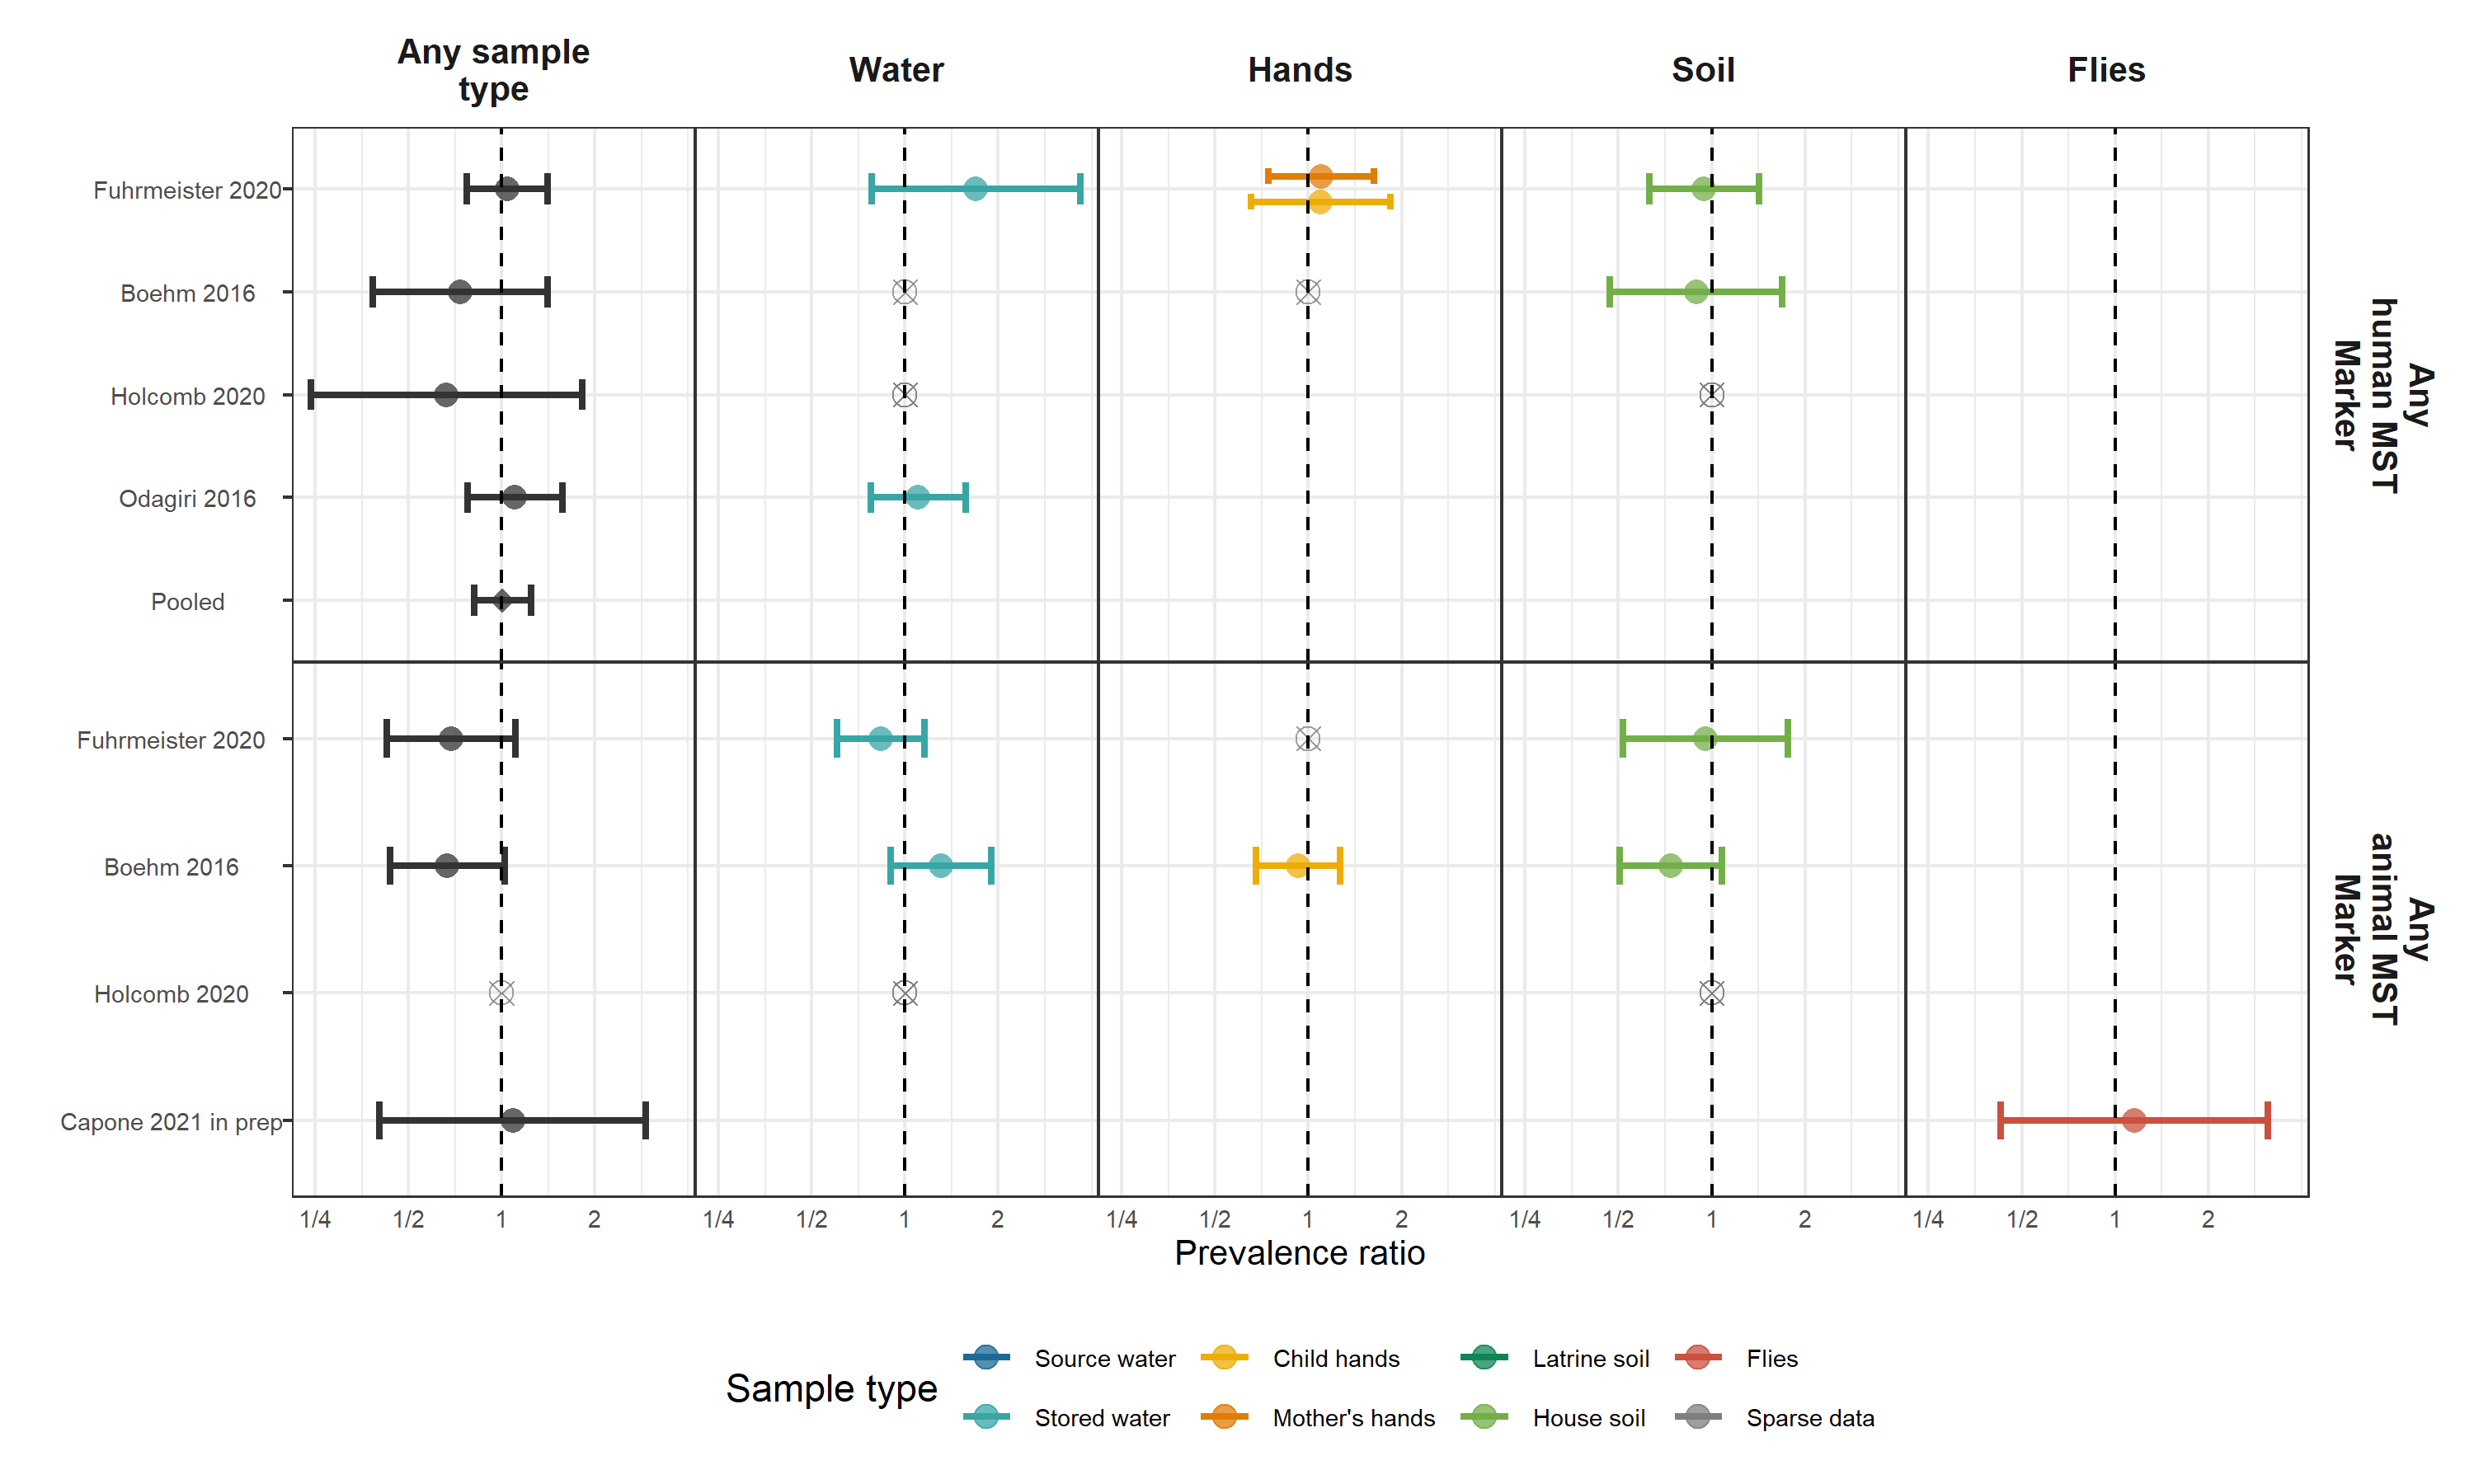 Any sample
type
Water
Hands
Soil
Flies
Fuhrmeister 2020
Boehm 2016
Holcomb 2020
Odagiri 2016
Pooled
Any
human MST
Marker
Fuhrmeister 2020
Boehm 2016
Holcomb 2020
Capone 2021 in prep
Any
animal MST
Marker
1/4 1/2 1 2 1/4 1/2 1 2 1/4 1/2 1 2 1/4 1/2 1 2 1/4 1/2 1 2
Prevalence ratio
Sample type
Source water Child hands Latrine soil Flies
Stored water Mother's hands House soil Sparse data